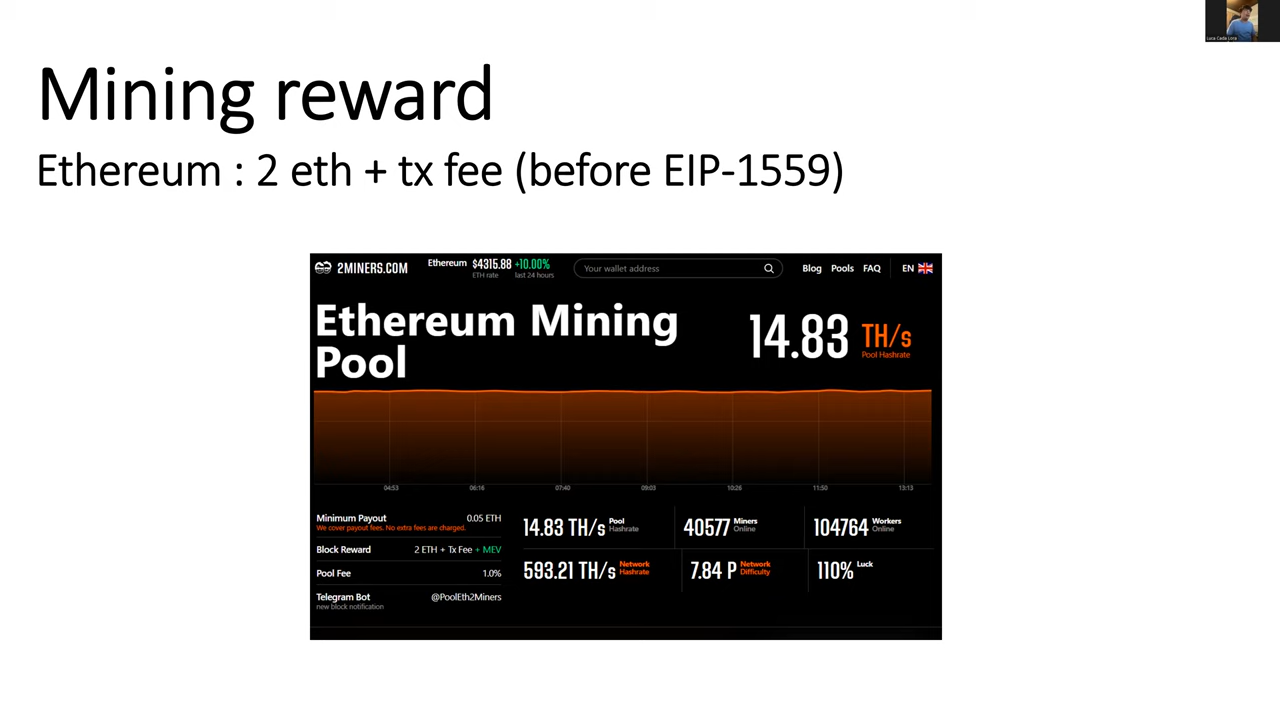 Mining reward
Ethereum : 2 eth + tx fee (before EIP-1559)
2MINERS.COM
Ethereum $4315.88 +10.00%
ETH rate last 24 hours
Your wallet address
Blog Pools FAQ EN
Ethereum Mining
Pool
14.83 TH/s
Pool Hashrate
04:53 06:16 07:40 09:03 10:26 11:50 13:13
Minimum Payout 0.05 ETH
We cover payout fees. No extra fees are charged.
Block Reward 2 ETH + Tx Fee + MEV
Pool Fee 1.0%
Telegram Bot @PoolEth2Miners
new block notification
14.83 TH/s Pool Hashrate
40577 Miners Online
104764 Workers Online
593.21 TH/s Network Hashrate
7.84 P Network Difficulty
110% Luck